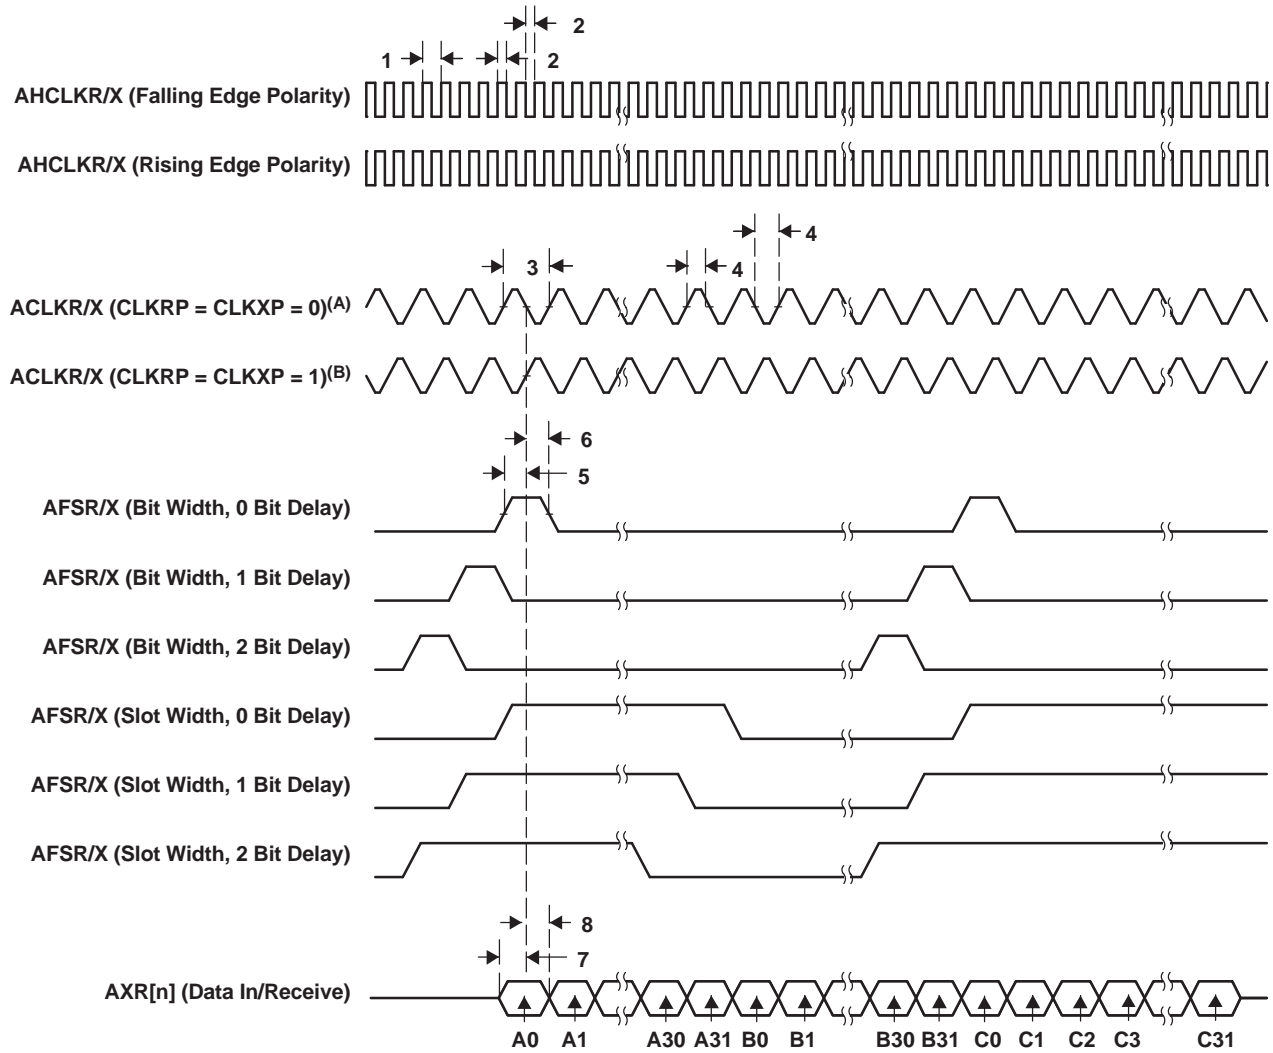 2
1 2
AHCLKR/X (Falling Edge Polarity)
AHCLKR/X (Rising Edge Polarity)
4
3 4
ACLKR/X (CLKRP = CLKXP = 0)(A)
ACLKR/X (CLKRP = CLKXP = 1)(B)
6
5
AFSR/X (Bit Width, 0 Bit Delay)
AFSR/X (Bit Width, 1 Bit Delay)
AFSR/X (Bit Width, 2 Bit Delay)
AFSR/X (Slot Width, 0 Bit Delay)
AFSR/X (Slot Width, 1 Bit Delay)
AFSR/X (Slot Width, 2 Bit Delay)
8
7
AXR[n] (Data In/Receive)
A0 A1 A30 A31 B0 B1 B30 B31 C0 C1 C2 C3 C31